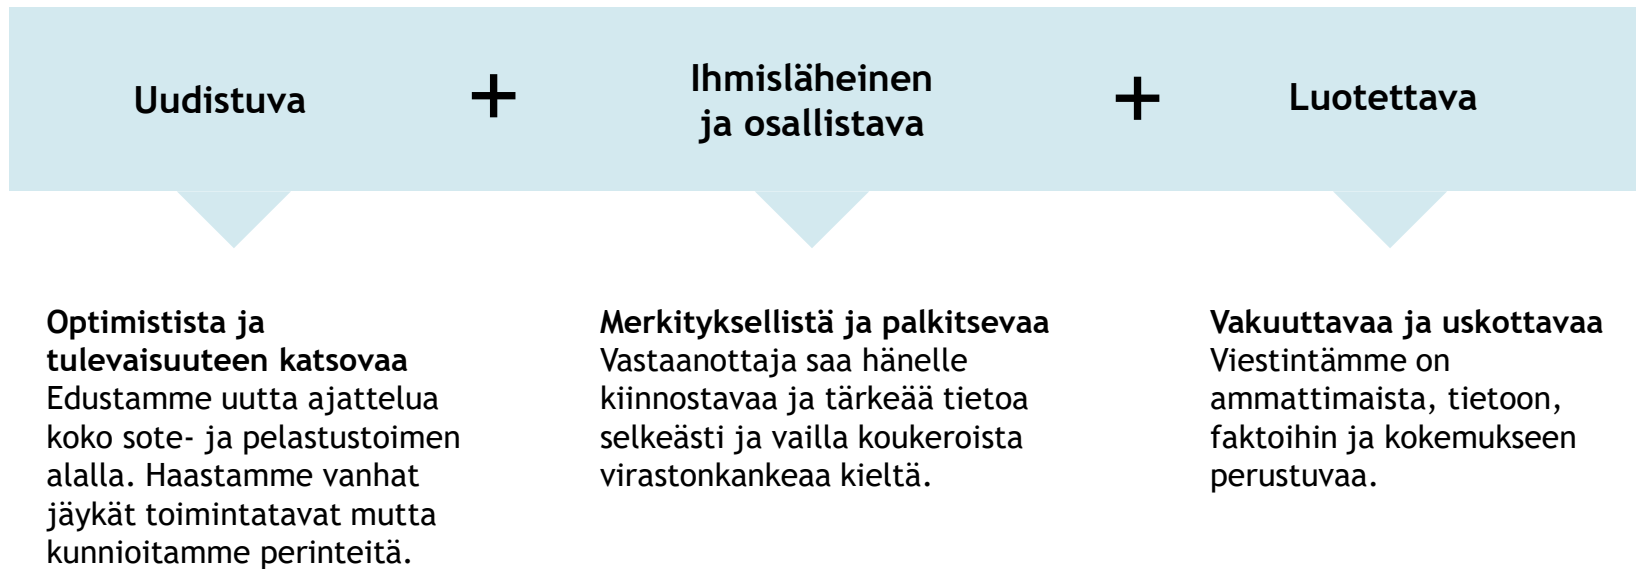 Uudistuva
+
Ihmisläheinen
ja osallistava
+
Luotettava
Optimistista ja
tulevaisuuteen katsovaa
Edustamme uutta ajattelua
koko sote- ja pelastustoimen
alalla. Haastamme vanhat
jäykät toimintatavat mutta
kunnioitamme perinteitä.
Merkityksellistä ja palkitsevaa
Vastaanottaja saa hänelle
kiinnostavaa ja tärkeää tietoa
selkeästi ja vailla koukeroista
virastonkankeaa kieltä.
Vakuuttavaa ja uskottavaa
Viestintämme on
ammattimaista, tietoon,
faktoihin ja kokemukseen
perustuvaa.